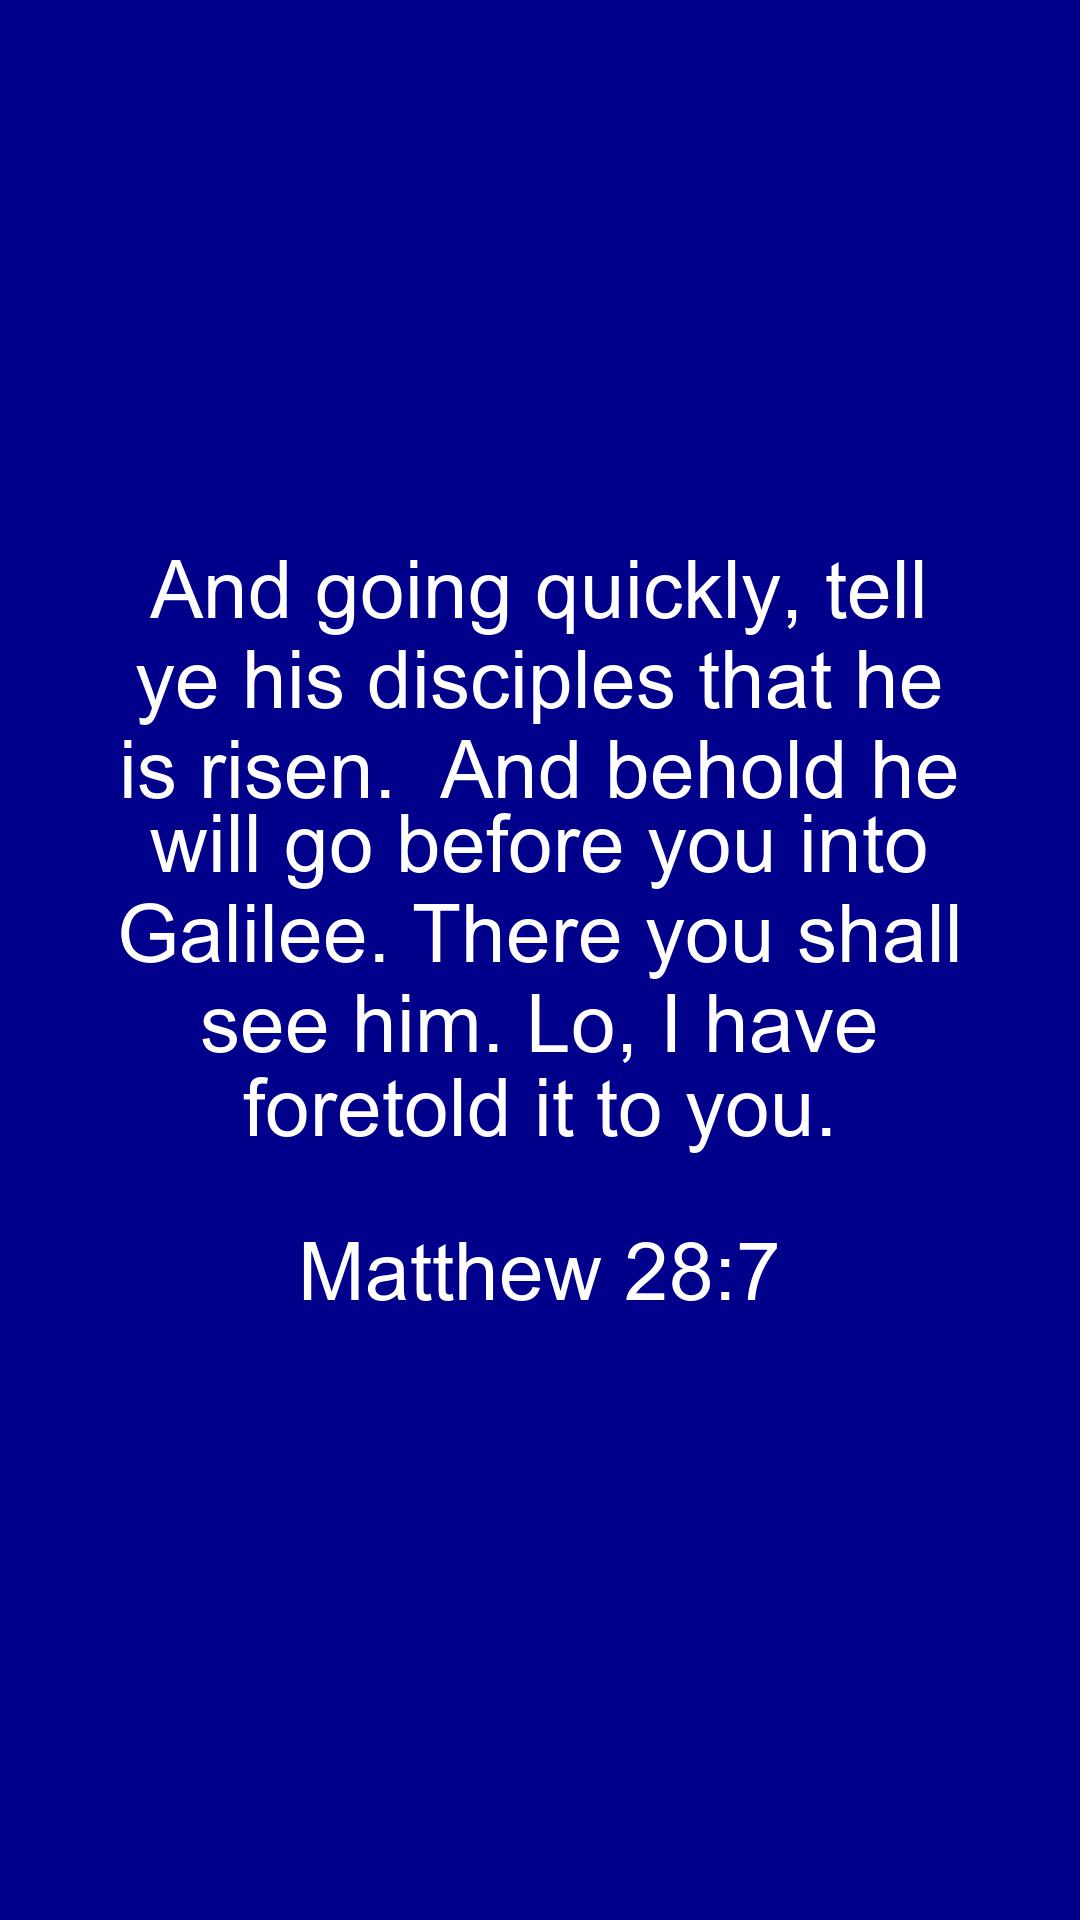 And going quickly, tell
ye his disciples that he
is risen.  And behold he
will go before you into
Galilee. There you shall
see him. Lo, I have
foretold it to you.
Matthew 28:7